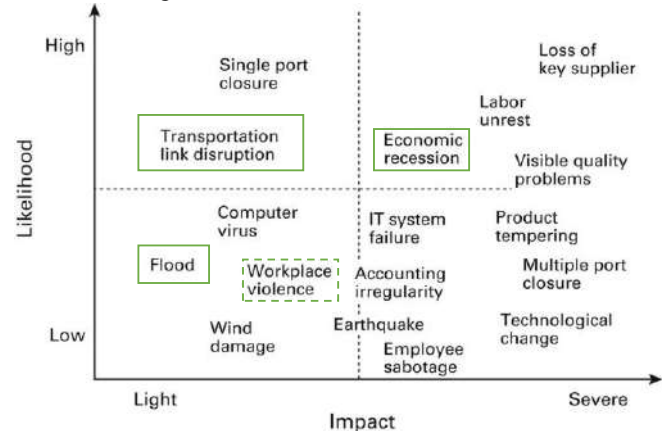 High
Single port
closure
Loss of
key supplier
Labor
unrest
Transportation
link disruption
Economic
recession
Visible quality
problems
Likelihood
Computer
virus
IT system
failure
Product
tempering
Flood
Workplace
violence
Accounting
irregularity
Multiple port
closure
Low
Wind
damage
Earthquake
Employee
sabotage
Technological
change
Light
Severe
Impact